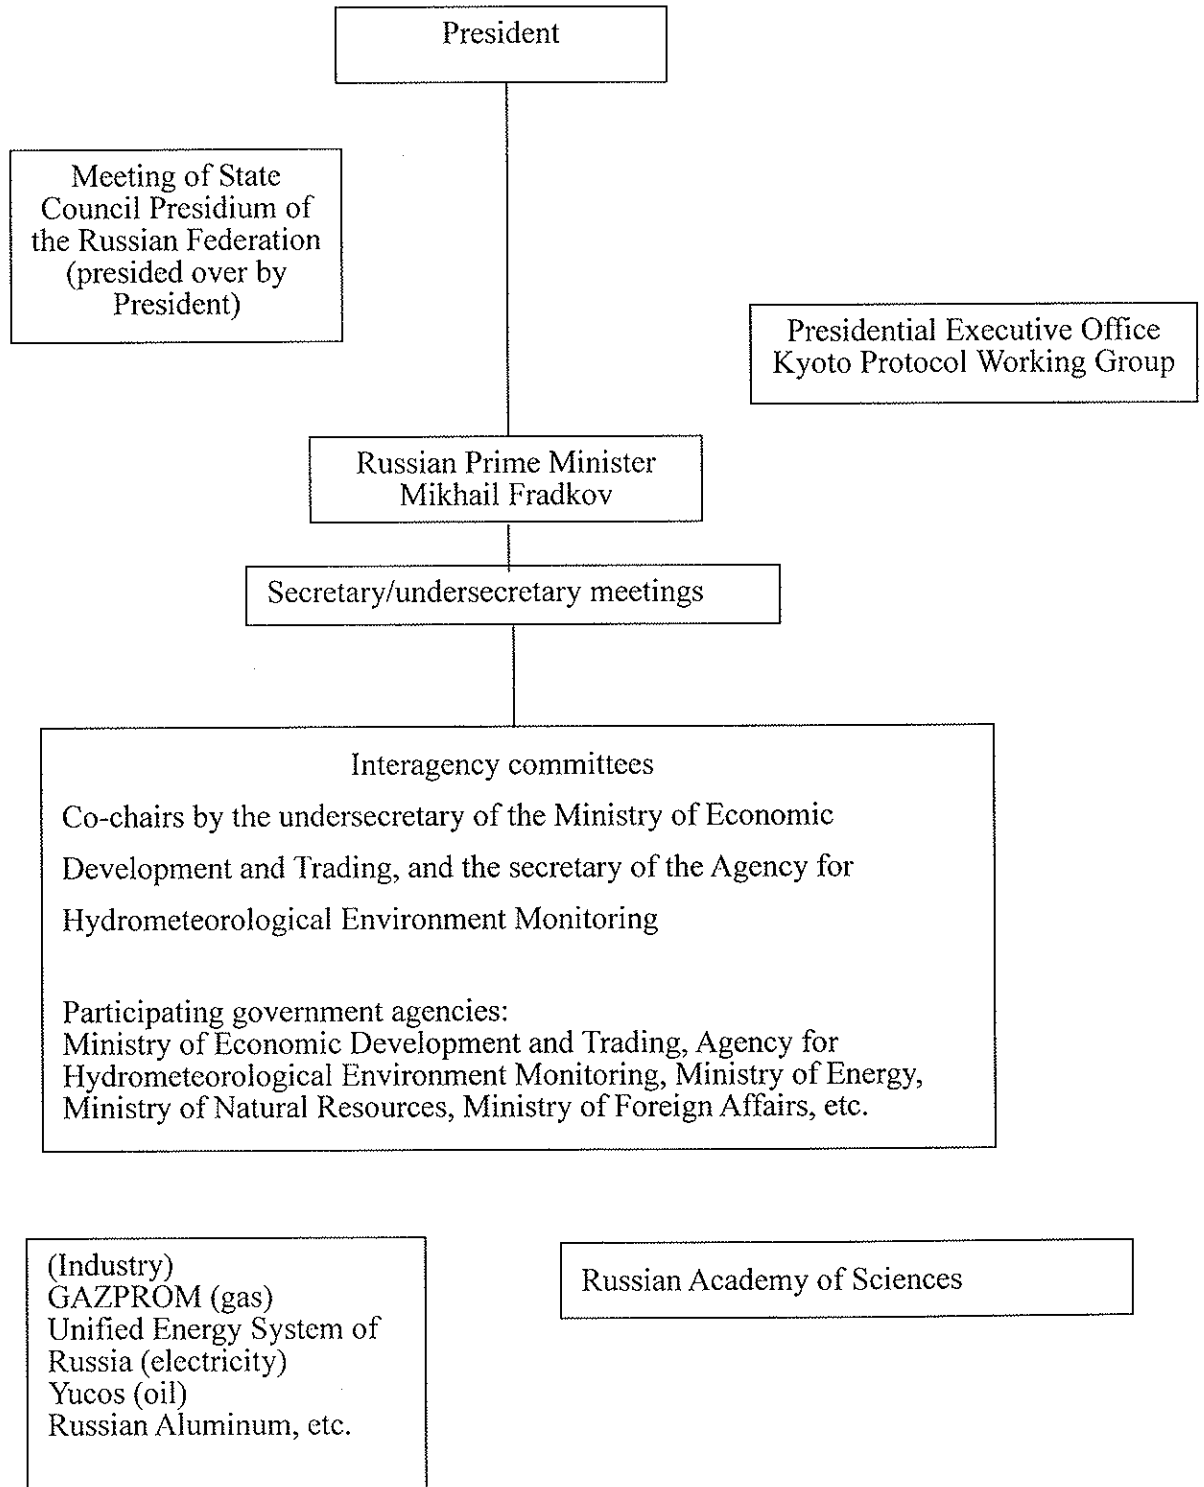 President
Meeting of State
Council Presidium of
the Russian Federation
(presided over by
President)
Presidential Executive Office
Kyoto Protocol Working Group
Russian Prime Minister
Mikhail Fradkov
Secretary/undersecretary meetings
Interagency committees
Co-chairs by the undersecretary of the Ministry of Economic
Development and Trading, and the secretary of the Agency for
Hydrometeorological Environment Monitoring
Participating government agencies:
Ministry of Economic Development and Trading, Agency for
Hydrometeorological Environment Monitoring, Ministry of Energy,
Ministry of Natural Resources, Ministry of Foreign Affairs, etc.
(Industry)
GAZPROM (gas)
Unified Energy System of
Russia (electricity)
Yucos (oil)
Russian Aluminum, etc.
Russian Academy of Sciences